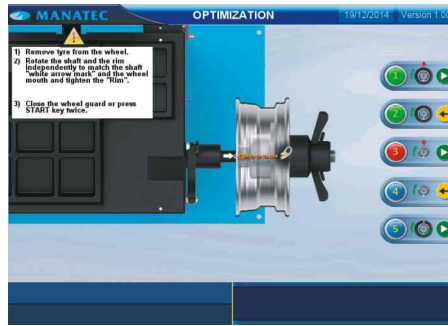 MANATEC
OPTIMIZATION
19/12/2014
Version 1.0
1) Remove tyre from the wheel.
2) Rotate the shaft and the rim
independently to match the shaft
"white arrow mark" and the wheel
mouth and tighten the "Rim".
3) Close the wheel guard or press
START key twice.
1
2
3
4
5